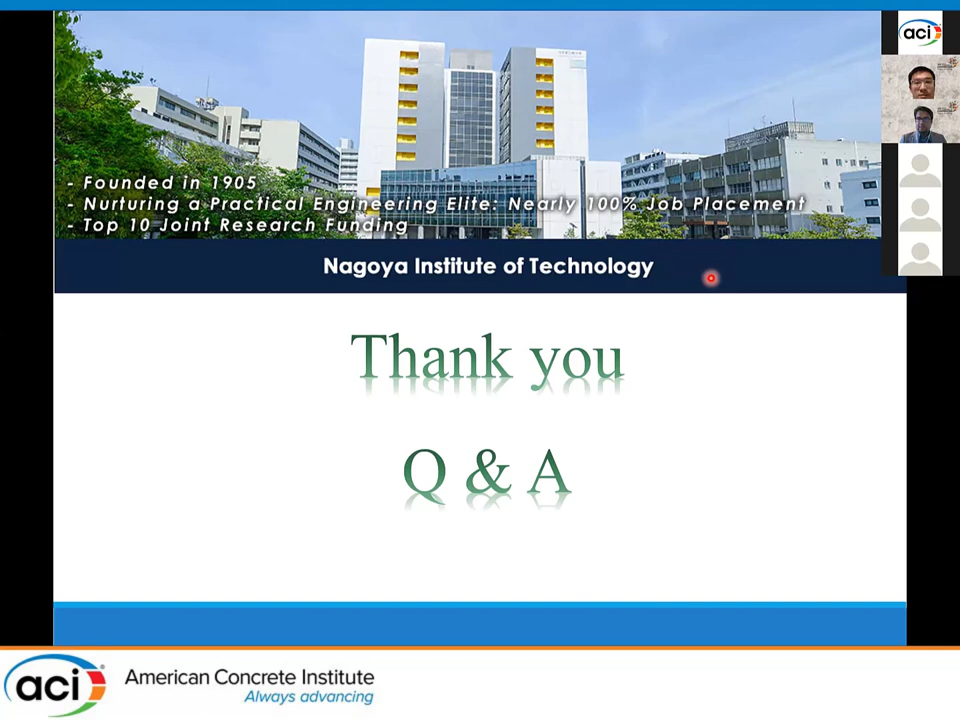 aci
- Founded in 1905
- Nurturing a Practical Engineering Elite: Nearly 100% Job Placement
- Top 10 Joint Research Funding
Nagoya Institute of Technology
Thank you
Q & A
aci
American Concrete Institute
Always advancing